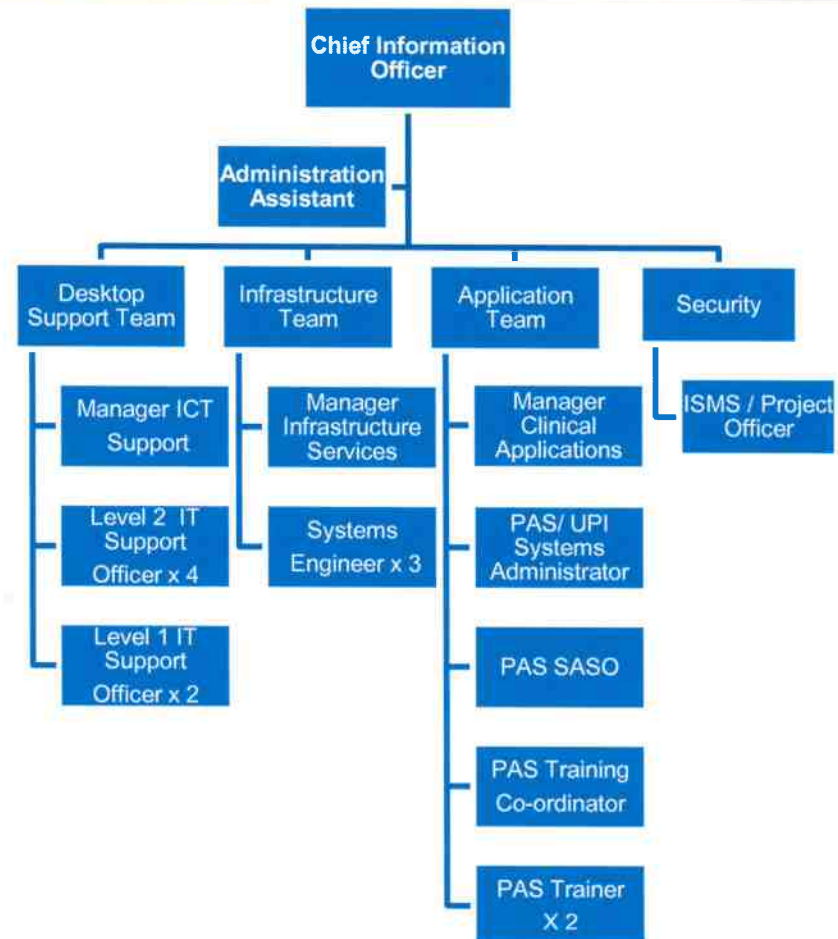 Chief Information
Officer
Administration
Assistant
Desktop
Support Team
Infrastructure
Team
Application
Team
Security
Manager ICT
Support
Level 2 IT
Support
Officer x 4
Level 1 IT
Support
Officer x 2
Manager
Infrastructure
Services
Systems
Engineer x 3
Manager
Clinical
Applications
PAS/ UPI
Systems
Administrator
PAS SASO
PAS Training
Co-ordinator
PAS Trainer
X 2
ISMS / Project
Officer